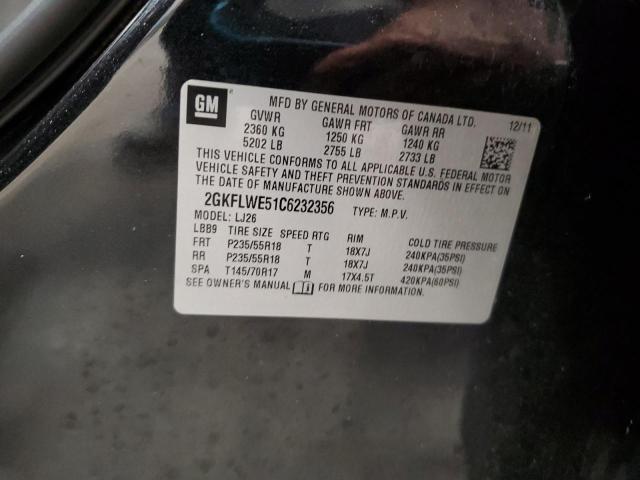 GM ®
MFD BY GENERAL MOTORS OF CANADA LTD.
12/11
GVWR GAWR FRT GAWR RR
2360 KG 1250 KG 1240 KG
5202 LB 2755 LB 2733 LB
THIS VEHICLE CONFORMS TO ALL APPLICABLE U.S. FEDERAL MOTOR
VEHICLE SAFETY AND THEFT PREVENTION STANDARDS IN EFFECT ON
DATE OF MANUFACTURE SHOWN ABOVE.
2GKFLWE51C6232356 TYPE: M.P.V.
MODEL: LJ26
LBB9 TIRE SIZE SPEED RTG RIM COLD TIRE PRESSURE
FRT P235/55R18 T 18X7J 240KPA(35PSI)
RR P235/55R18 T 18X7J 240KPA(35PSI)
SPA T145/70R17 M 17X4.5T 420KPA(60PSI)
SEE OWNER'S MANUAL FOR MORE INFORMATION.